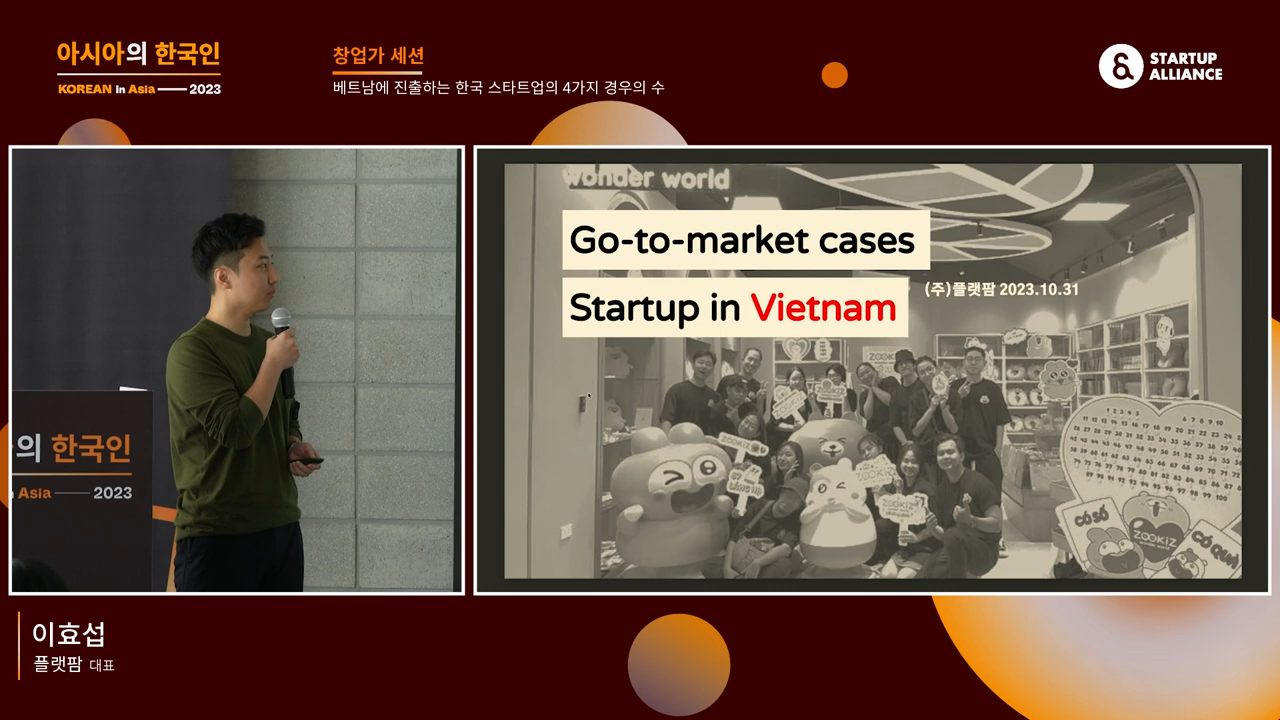 아시아의 한국인
KOREAN in Asia 2023
창업가 세션
베트남에 진출하는 한국 스타트업의 4가지 경우의 수
STARTUP
ALLIANCE
의 한국인
Asia 2023
wonder world
Go-to-market cases
Startup in Vietnam
(주)플랫팜 2023.10.31
ZOOKIZ
ZOOKIZ
ZOOKIZ
CÓ SỐ
ZOOKIZ
CÓ QUÀ
이효섭
플랫팜 대표